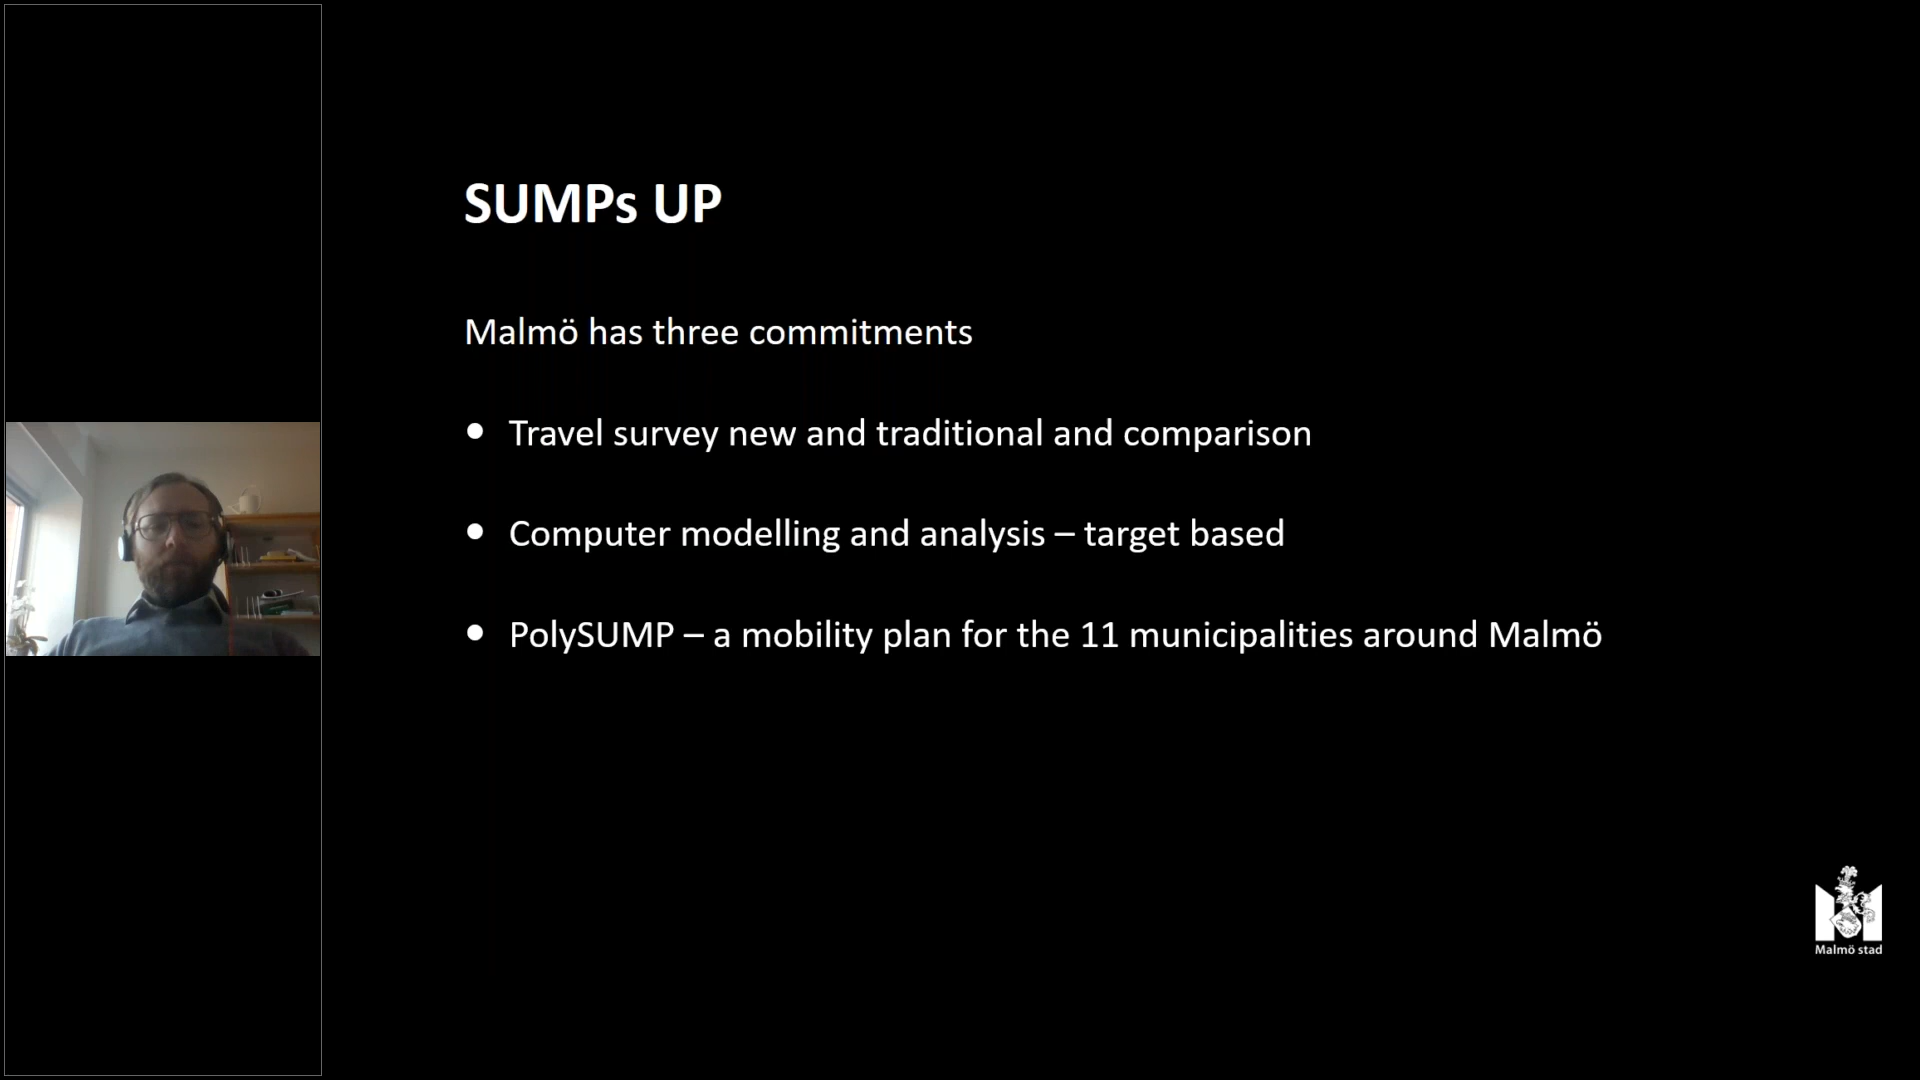 SUMPs UP
Malmö has three commitments
• Travel survey new and traditional and comparison
• Computer modelling and analysis – target based
• PolySUMP – a mobility plan for the 11 municipalities around Malmö
Malmö stad